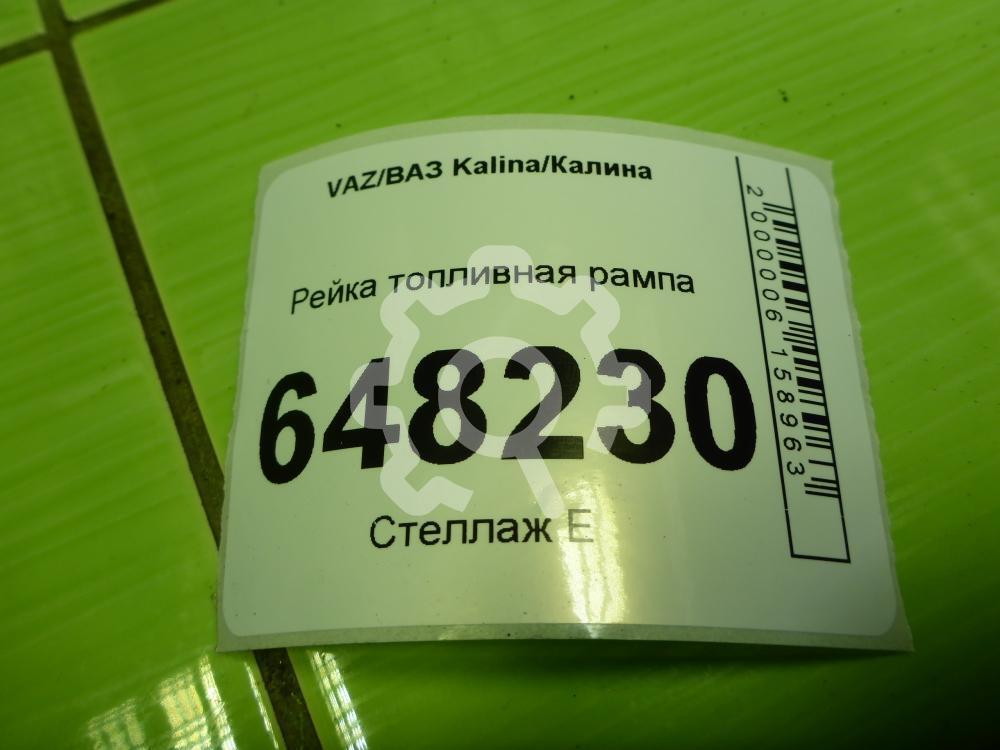 VAZ/ВАЗ Kalina/Калина
Рейка топливная рампа
648230
Стеллаж Е
2000006158963